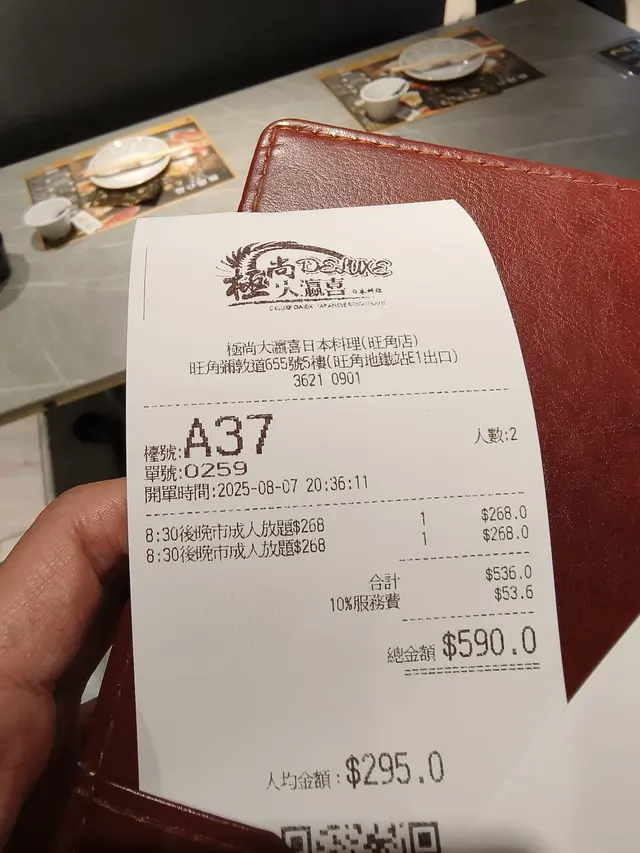 極尚 DELUXE
大瀛喜 日本料理
DELUXE DAIKIKI JAPANESE RESTAURANT
極尚大瀛喜日本料理(旺角店)
旺角彌敦道655號5樓(旺角地鐵站E1出口)
3621 0901
檯號:A37 人數:2
單號:0259
開單時間:2025-08-07 20:36:11
8:30後晚市成人放題$268 1 $268.0
8:30後晚市成人放題$268 1 $268.0
合計 $536.0
10%服務費 $53.6
總金額 $590.0
人均金額:$295.0